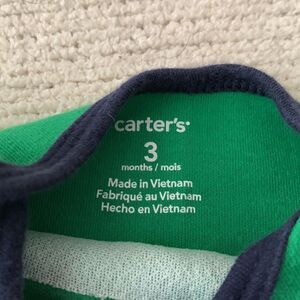 carter's
3
months / mois
Made in Vietnam
Fabriqué au Vietnam
Hecho en Vietnam